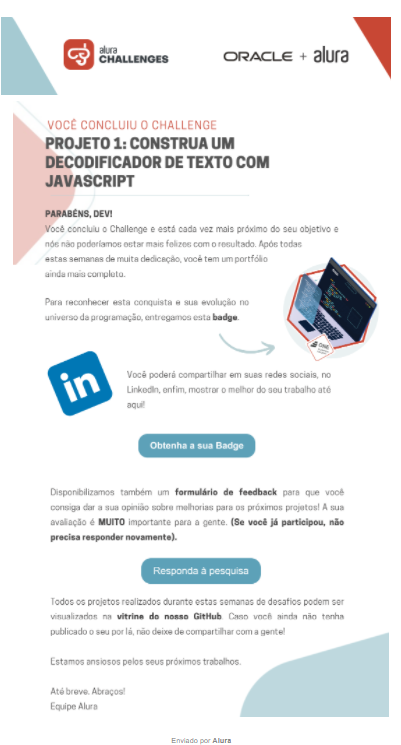 alura
CHALLENGES
ORACLE + alura
VOCÊ CONCLUIU O CHALLENGE
PROJETO 1: CONSTRUA UM
DECODIFICADOR DE TEXTO COM
JAVASCRIPT
PARABÉNS, DEV!
Você concluiu o Challenge e está cada vez mais próximo do seu objetivo e
nós não poderíamos estar mais felizes com o resultado. Após todas
estas semanas de muita dedicação, você tem um portfólio
ainda mais completo.
Para reconhecer esta conquista e sua evolução no
universo da programação, entregamos esta badge.
in
Você poderá compartilhar em suas redes sociais, no
LinkedIn, enfim, mostrar o melhor do seu trabalho até
aqui!
Obtenha a sua Badge
Disponibilizamos também um formulário de feedback para que você
consiga dar a sua opinião sobre melhorias para os próximos projetos! A sua
avaliação é MUITO importante para a gente. (Se você já participou, não
precisa responder novamente).
Responda à pesquisa
Todos os projetos realizados durante estas semanas de desafios podem ser
visualizados na vitrine do nosso GitHub. Caso você ainda não tenha
publicado o seu por lá, não deixe de compartilhar com a gente!
Estamos ansiosos pelos seus próximos trabalhos.
Até breve. Abraços!
Equipe Alura
Enviado por Alura